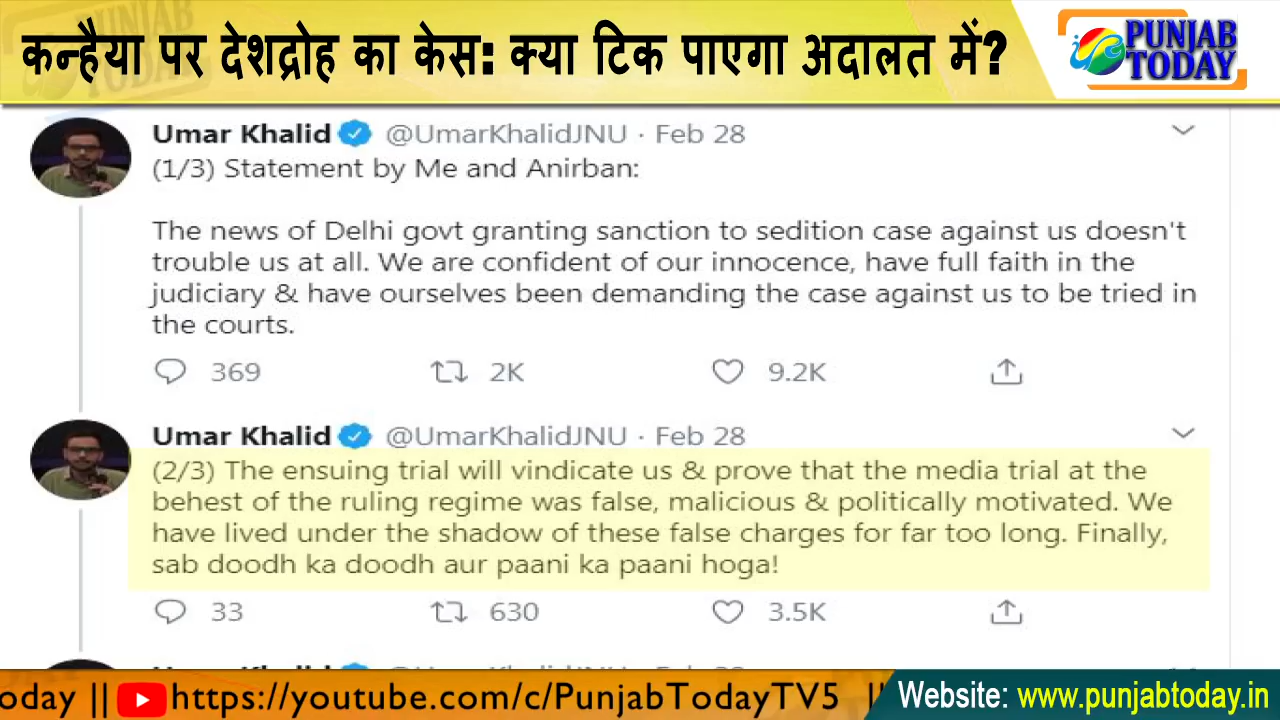 कन्हैया पर देशद्रोह का केस: क्या टिक पाएगा अदालत में?
PUNJAB
TODAY
Umar Khalid @UmarKhalidJNU · Feb 28
(1/3) Statement by Me and Anirban:
The news of Delhi govt granting sanction to sedition case against us doesn't
trouble us at all. We are confident of our innocence, have full faith in the
judiciary & have ourselves been demanding the case against us to be tried in
the courts.
369 2K 9.2K
Umar Khalid @UmarKhalidJNU · Feb 28
(2/3) The ensuing trial will vindicate us & prove that the media trial at the
behest of the ruling regime was false, malicious & politically motivated. We
have lived under the shadow of these false charges for far too long. Finally,
sab doodh ka doodh aur paani ka paani hoga!
33 630 3.5K
oday || https://youtube.com/c/PunjabTodayTV5 || Website: www.punjabtoday.in